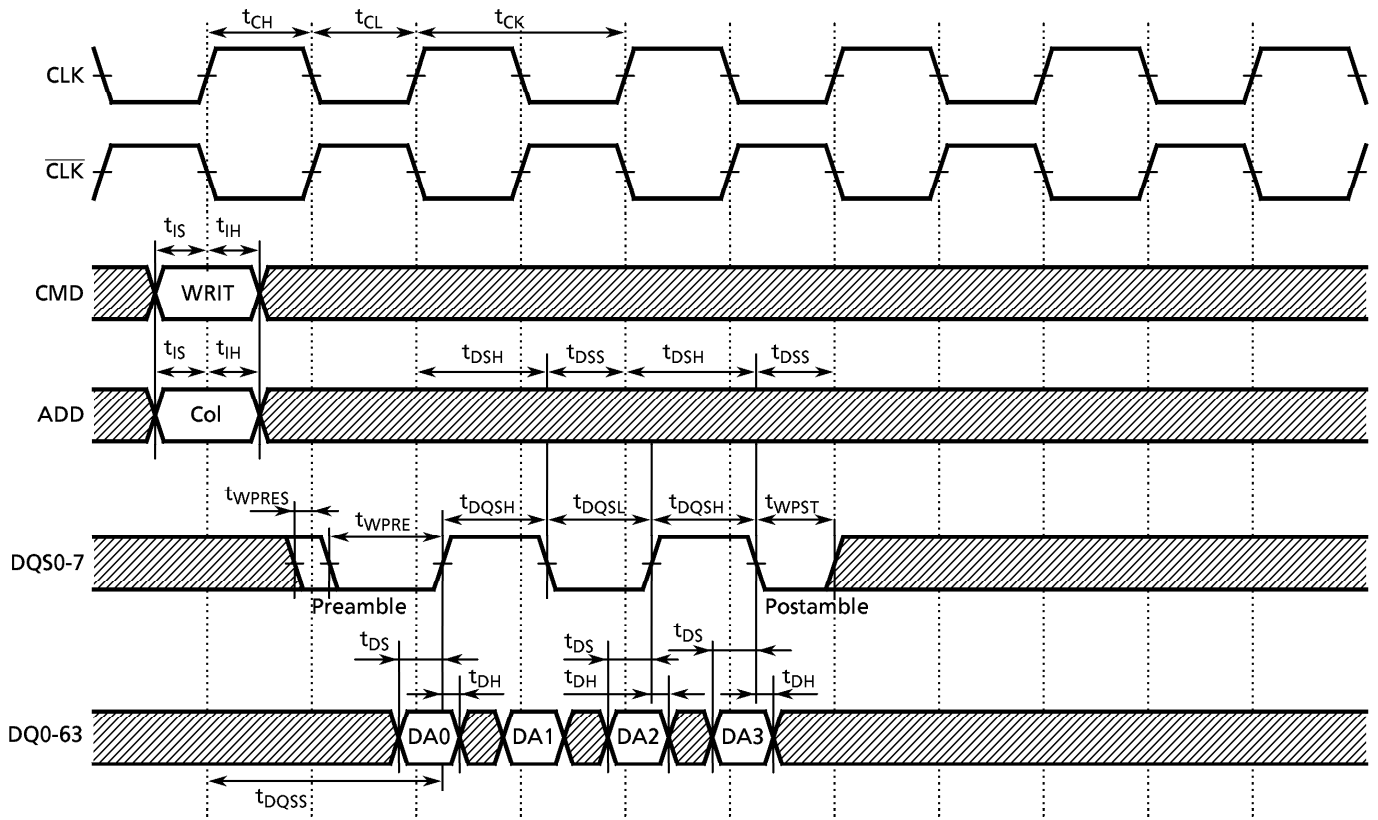 tCH tCL tCK
CLK
CLK
tIS tIH
CMD WRIT
tIS tIH tDSH tDSS tDSH tDSS
ADD Col
tWPRES tWPRE tDQSH tDQSL tDQSH tWPST
DQS0-7
Preamble Postamble
tDS tDS tDS
tDH tDH tDH
DQ0-63 DA0 DA1 DA2 DA3
tDQSS